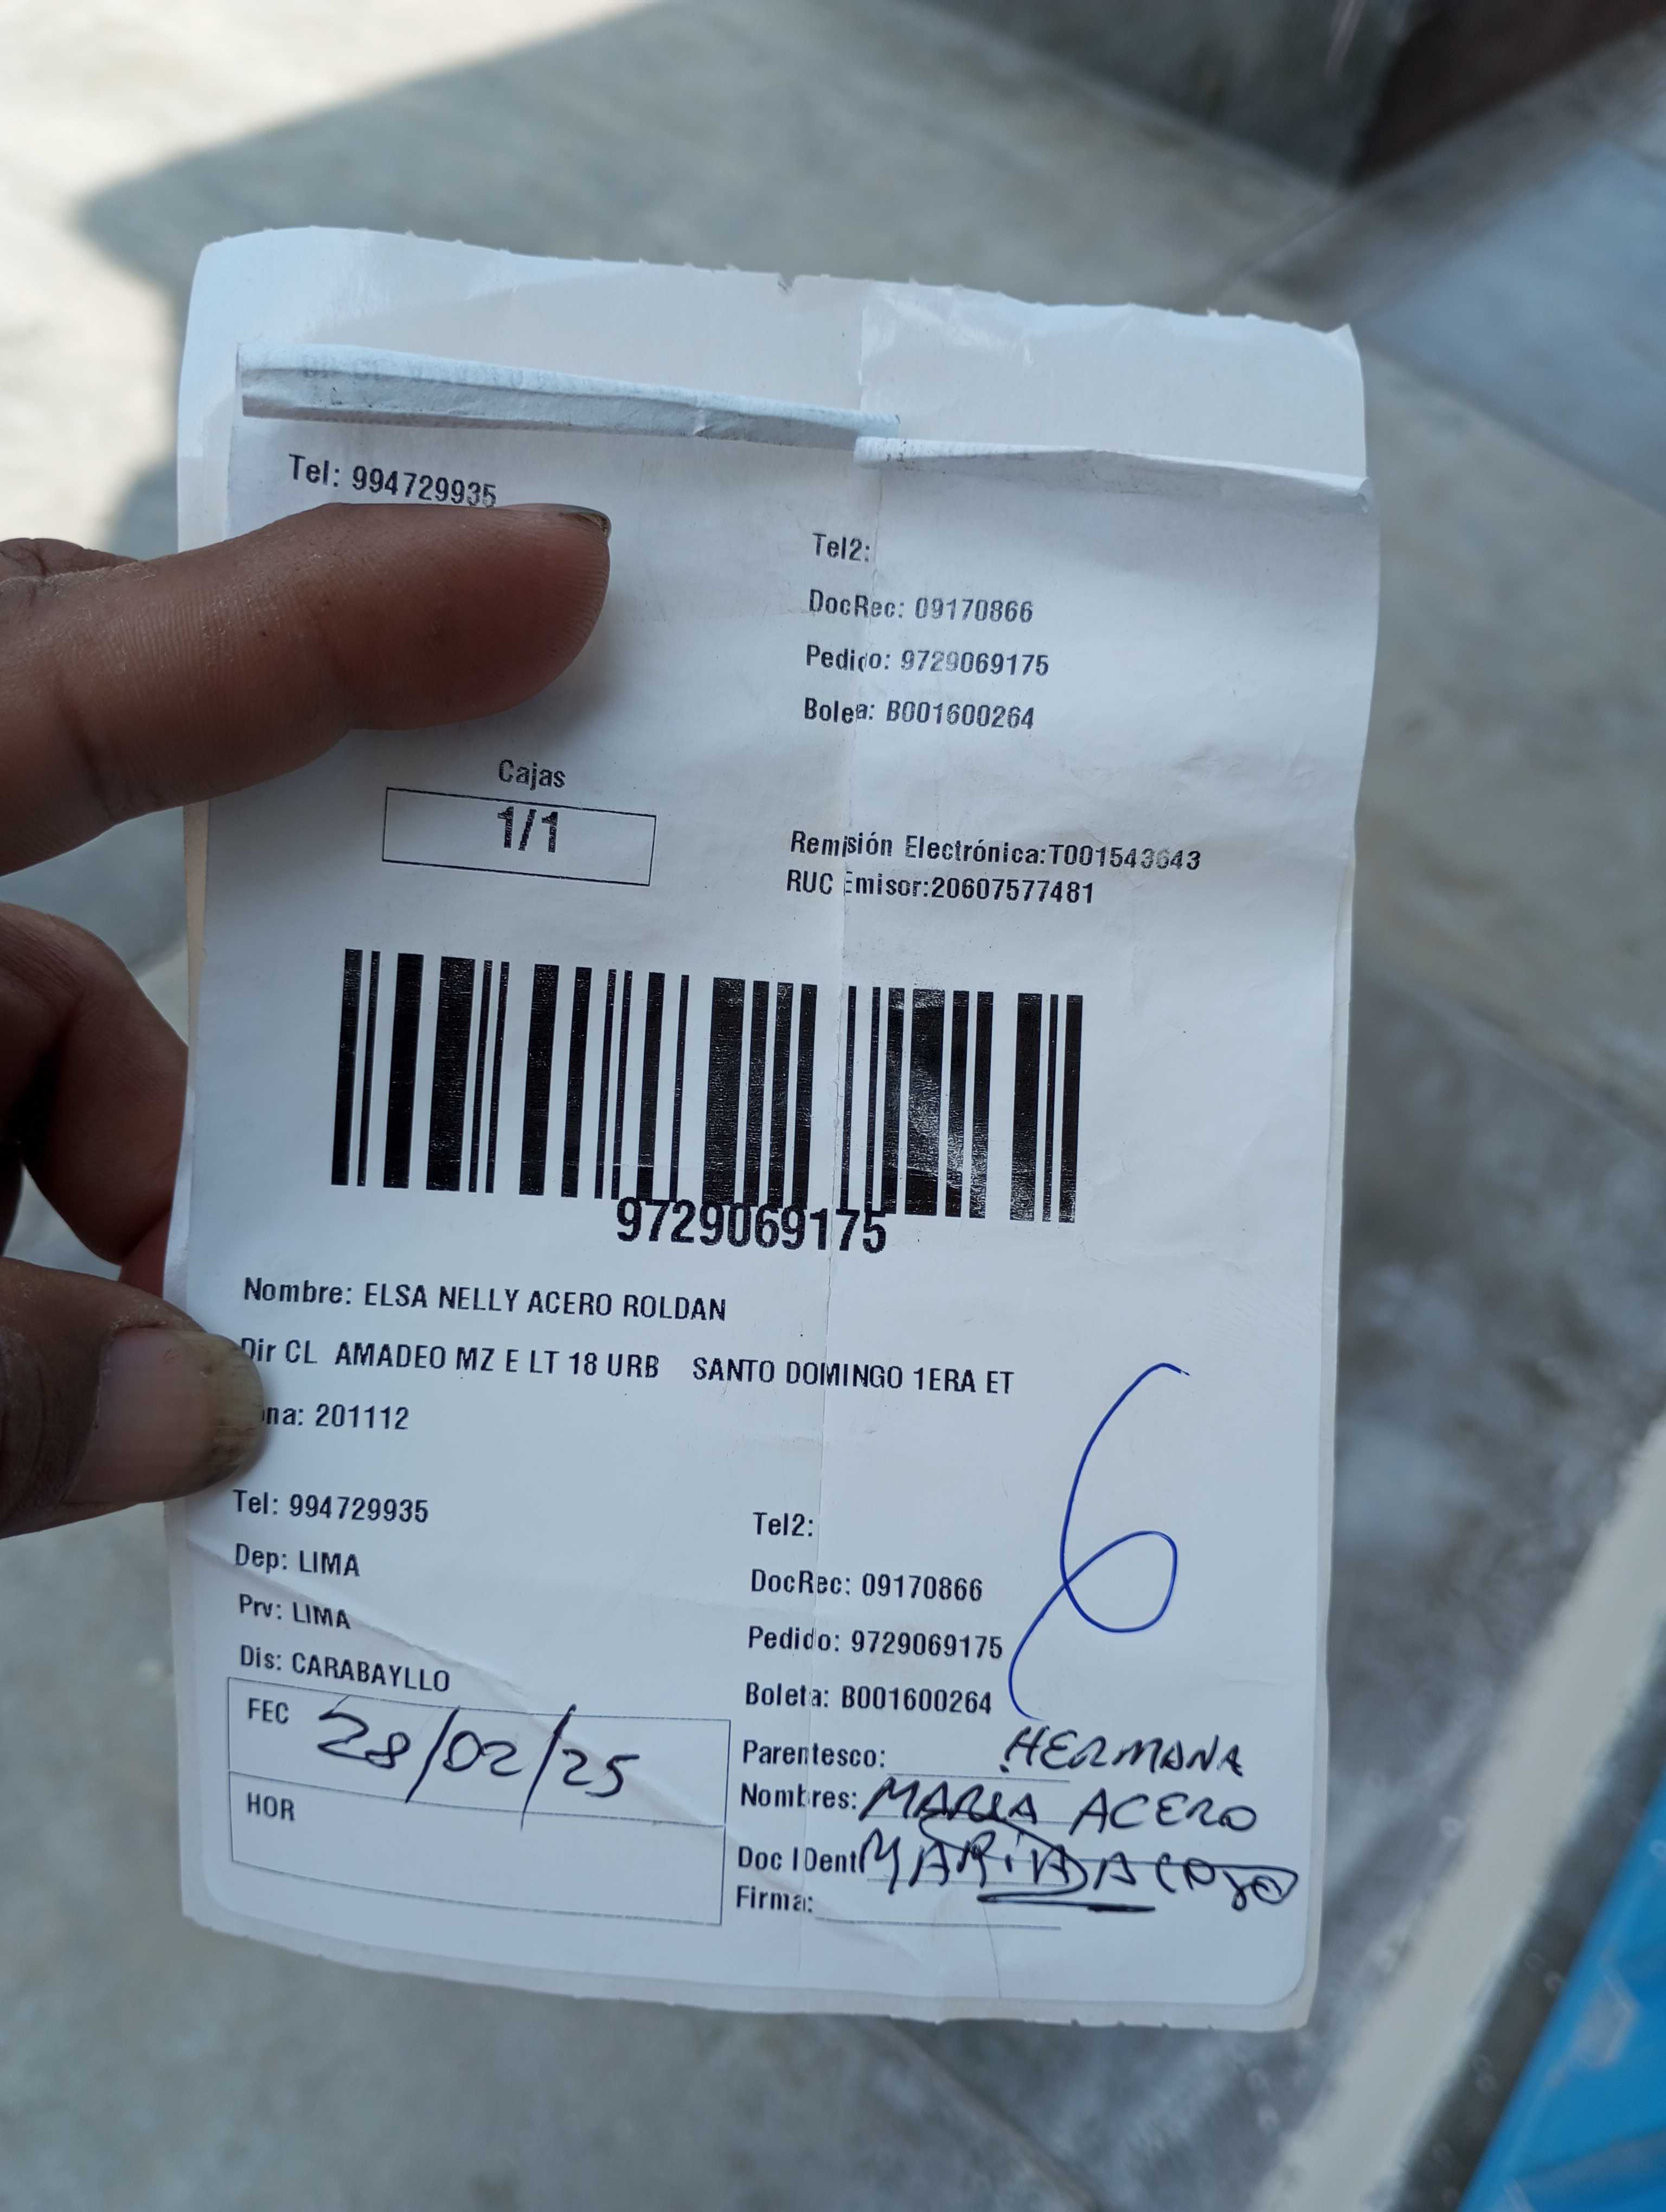 Tel: 994729935
Tel2:
DocRec: 09170866
Pedido: 9729069175
Boleta: B001600264
Cajas
1/1
Remisión Electrónica:T001543643
RUC Emisor:20607577481
9729069175
Nombre: ELSA NELLY ACERO ROLDAN
Dir CL AMADEO MZ E LT 18 URB SANTO DOMINGO 1ERA ET
na: 201112
Tel: 994729935
Tel2:
Dep: LIMA
DocRec: 09170866
Prv: LIMA
Pedido: 9729069175
Dis: CARABAYLLO
Boleta: B001600264
FEC 28/02/25
HOR
Parentesco: HERMANA
Nombres: MARIA ACERO
Doc IDent
Firma:
6